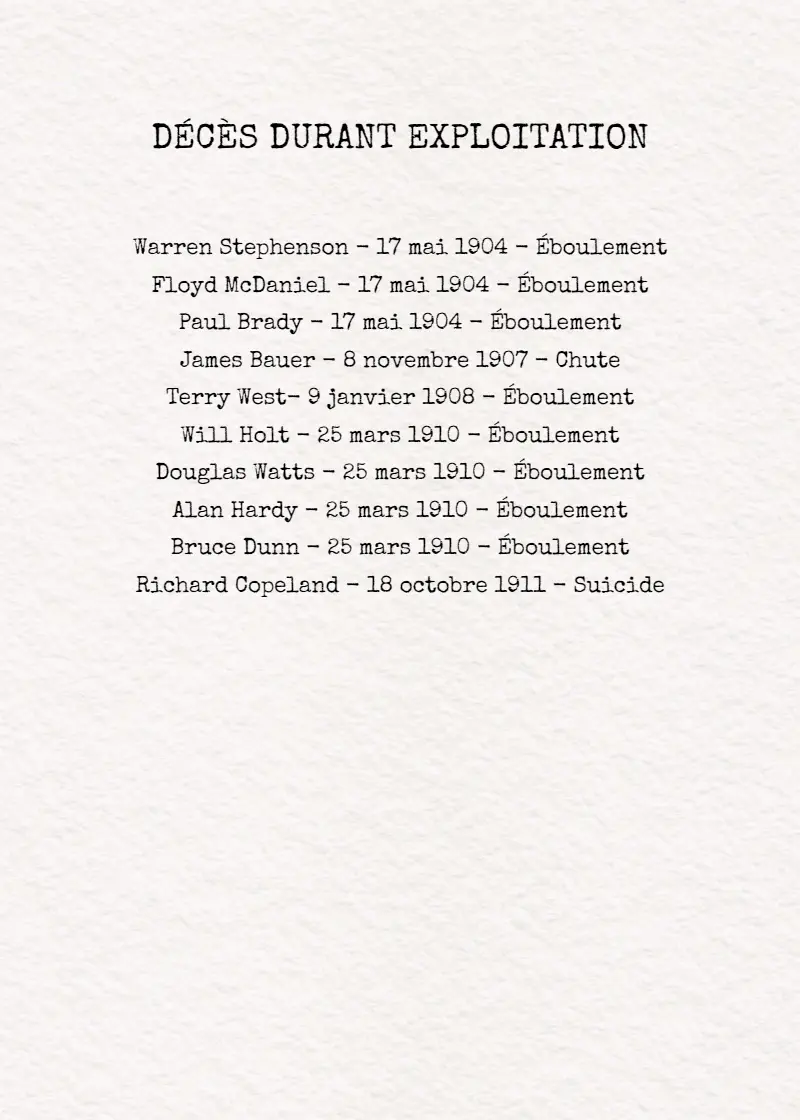 DÉCÈS DURANT EXPLOITATION
Warren Stephenson - 17 mai 1904 - Éboulement
Floyd McDaniel - 17 mai 1904 - Éboulement
Paul Brady - 17 mai 1904 - Éboulement
James Bauer - 8 novembre 1907 - Chute
Terry West- 9 janvier 1908 - Éboulement
Will Holt - 25 mars 1910 - Éboulement
Douglas Watts - 25 mars 1910 - Éboulement
Alan Hardy - 25 mars 1910 - Éboulement
Bruce Dunn - 25 mars 1910 - Éboulement
Richard Copeland - 18 octobre 1911 - Suicide